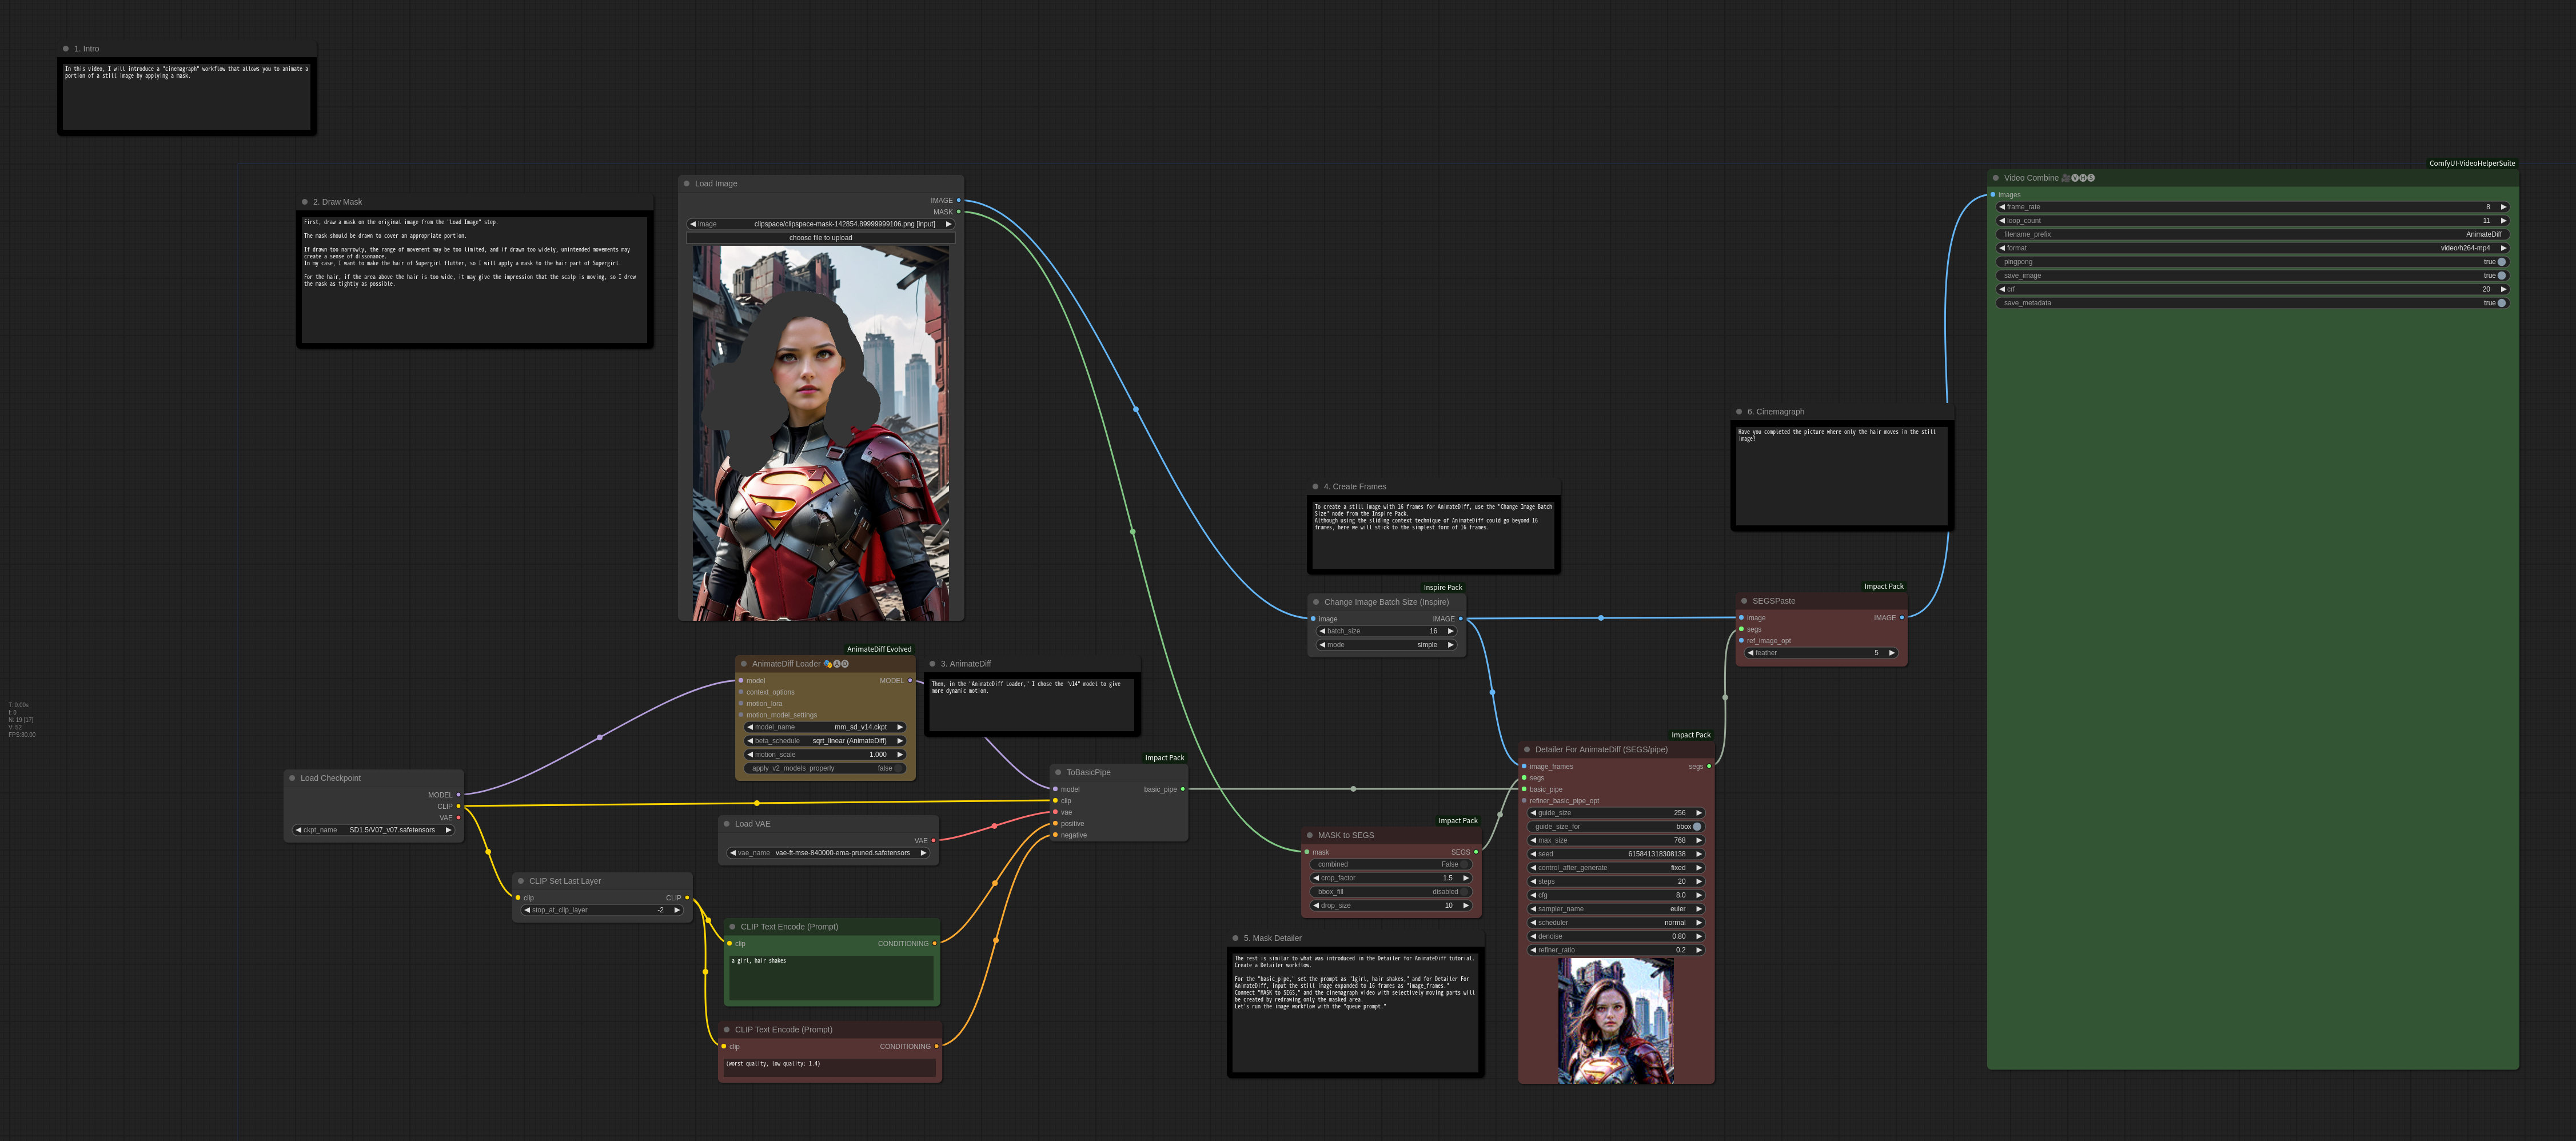 1. Intro
In this video, I will introduce a "cinemagraph" workflow that allows you to animate a
portion of a still image by applying a mask.
2. Draw Mask
First, draw a mask on the original image from the "Load Image" step.
The mask should be drawn to cover an appropriate portion.
If drawn too narrowly, the range of movement may be too limited, and if drawn too widely, unintended movements may
create a sense of dissonance.
In my case, I want to make the hair of Supergirl flutter, so I will apply a mask to the hair part of Supergirl.
For the hair, if the area above the hair is too wide, it may give the impression that the scalp is moving, so I drew
the mask as tightly as possible.
Load Image
IMAGE
MASK
image clipspace/clipspace-mask-142854.89999999106.png [input]
choose file to upload
ComfyUI-VideoHelperSuite
Video Combine 🎥🅥🅗🅢
images
frame_rate 8
loop_count 11
filename_prefix AnimateDiff
format video/h264-mp4
pingpong true
save_image true
crf 20
save_metadata true
6. Cinemagraph
Have you completed the picture where only the hair moves in the still
image?
4. Create Frames
To create a still image with 16 frames for AnimateDiff, use the "Change Image Batch
Size" node from the Inspire Pack.
Although using the sliding context technique of AnimateDiff could go beyond 16
frames, here we will stick to the simplest form of 16 frames.
Inspire Pack
Change Image Batch Size (Inspire)
image IMAGE
batch_size 16
mode simple
Impact Pack
SEGSPaste
image IMAGE
segs
ref_image_opt
feather 5
AnimateDiff Evolved
AnimateDiff Loader 🎭🅐🅓
model MODEL
context_options
motion_lora
motion_model_settings
model_name mm_sd_v14.ckpt
beta_schedule sqrt_linear (AnimateDiff)
motion_scale 1.000
apply_v2_models_properly false
3. AnimateDiff
Then, in the "AnimateDiff Loader," I chose the "v14" model to give
more dynamic motion.
T: 0.00s
I: 0
N: 19 [17]
V: 52
FPS:80.00
Load Checkpoint
MODEL
CLIP
VAE
ckpt_name SD1.5/V07_v07.safetensors
Impact Pack
ToBasicPipe
model basic_pipe
clip
vae
positive
negative
Load VAE
VAE
vae_name vae-ft-mse-840000-ema-pruned.safetensors
CLIP Set Last Layer
clip CLIP
stop_at_clip_layer -2
CLIP Text Encode (Prompt)
clip CONDITIONING
a girl, hair shakes
CLIP Text Encode (Prompt)
clip CONDITIONING
(worst quality, low quality: 1.4)
Impact Pack
MASK to SEGS
mask SEGS
combined False
crop_factor 1.5
bbox_fill disabled
drop_size 10
5. Mask Detailer
The rest is similar to what was introduced in the Detailer for AnimateDiff tutorial.
Create a Detailer workflow.
For the "basic_pipe," set the prompt as "1girl, hair shakes," and for Detailer For
AnimateDiff, input the still image expanded to 16 frames as "image_frames."
Connect "MASK to SEGS," and the cinemagraph video with selectively moving parts will
be created by redrawing only the masked area.
Let's run the image workflow with the "queue prompt."
Impact Pack
Detailer For AnimateDiff (SEGS/pipe)
image_frames segs
segs
basic_pipe
refiner_basic_pipe_opt
guide_size 256
guide_size_for bbox
max_size 768
seed 615841318308138
control_after_generate fixed
steps 20
cfg 8.0
sampler_name euler
scheduler normal
denoise 0.80
refiner_ratio 0.2